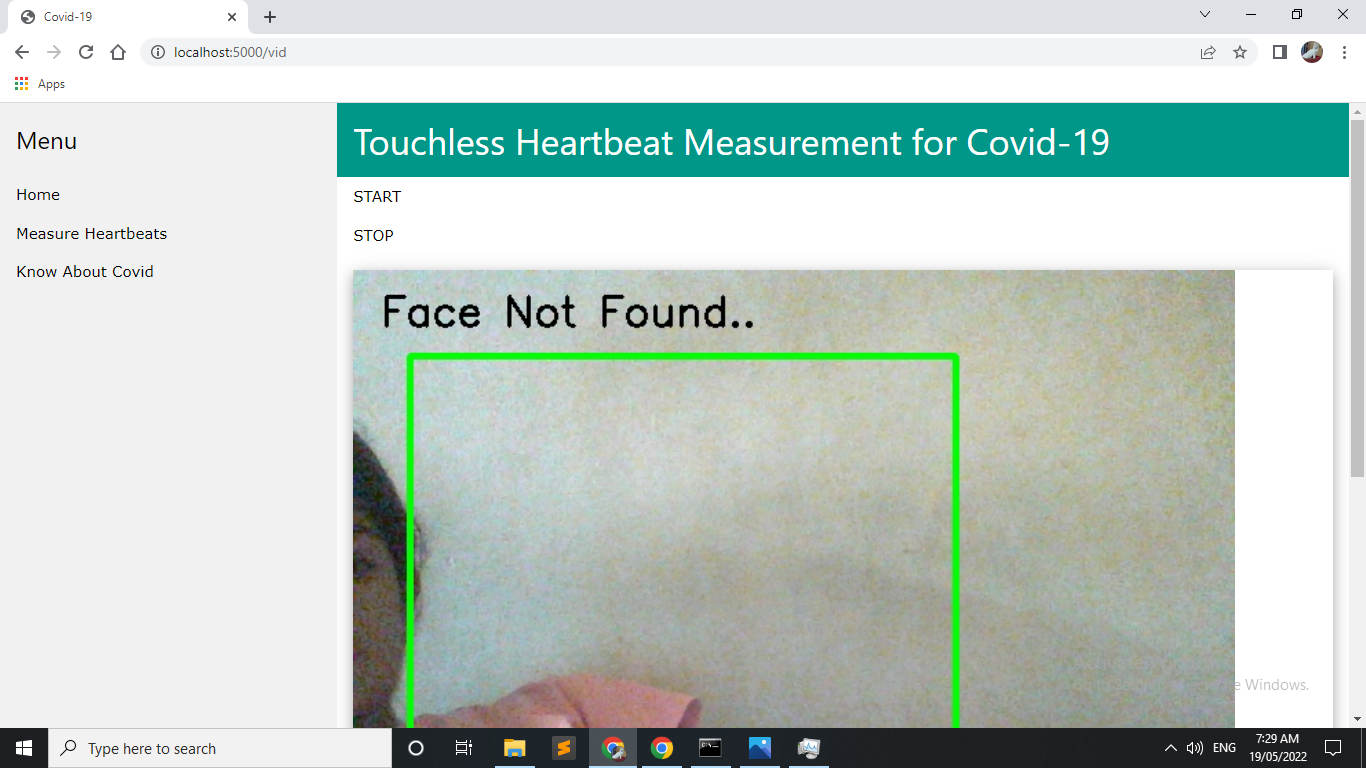 Covid-19
localhost:5000/vid
Apps
Menu
Home
Measure Heartbeats
Know About Covid
Touchless Heartbeat Measurement for Covid-19
START
STOP
Face Not Found..
Windows.
Type here to search
ENG
7:29 AM
19/05/2022